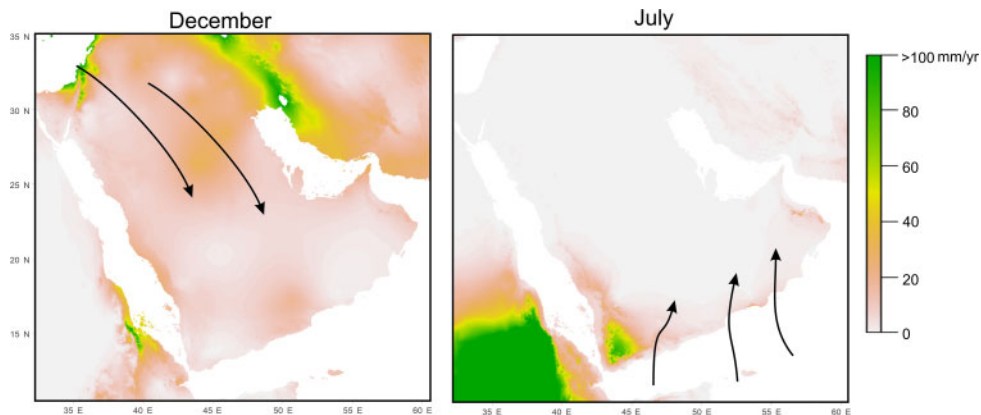 December
July
35 N
30 N
25 N
20 N
15 N
35 E
40 E
45 E
50 E
55 E
60 E
35 N
30 N
25 N
20 N
15 N
35 E
40 E
45 E
50 E
55 E
60 E
>100 mm/yr
80
60
40
20
0